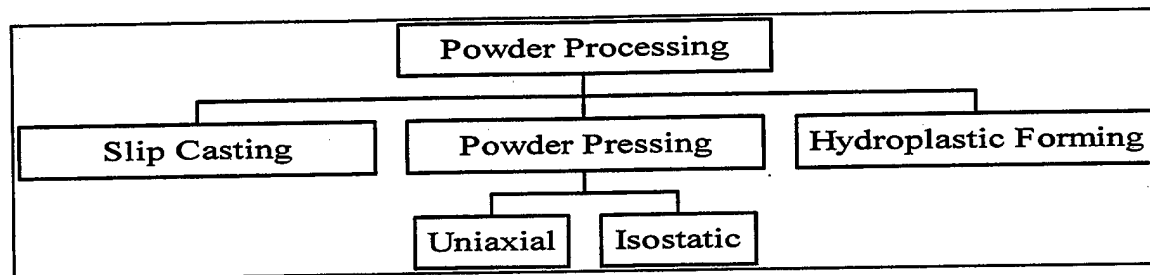 Powder Processing
Slip Casting
Powder Pressing
Hydroplastic Forming
Uniaxial
Isostatic